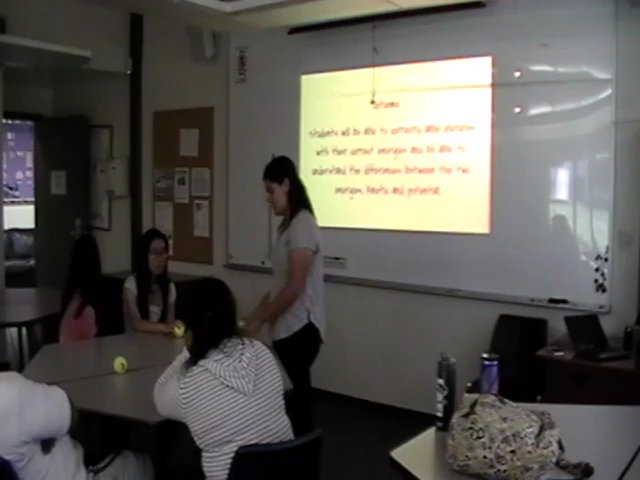 Outcome
Students will be able to correctly label pictures
with their correct energies and be able to
understand the differences between the two
energies, kinetic and potential.